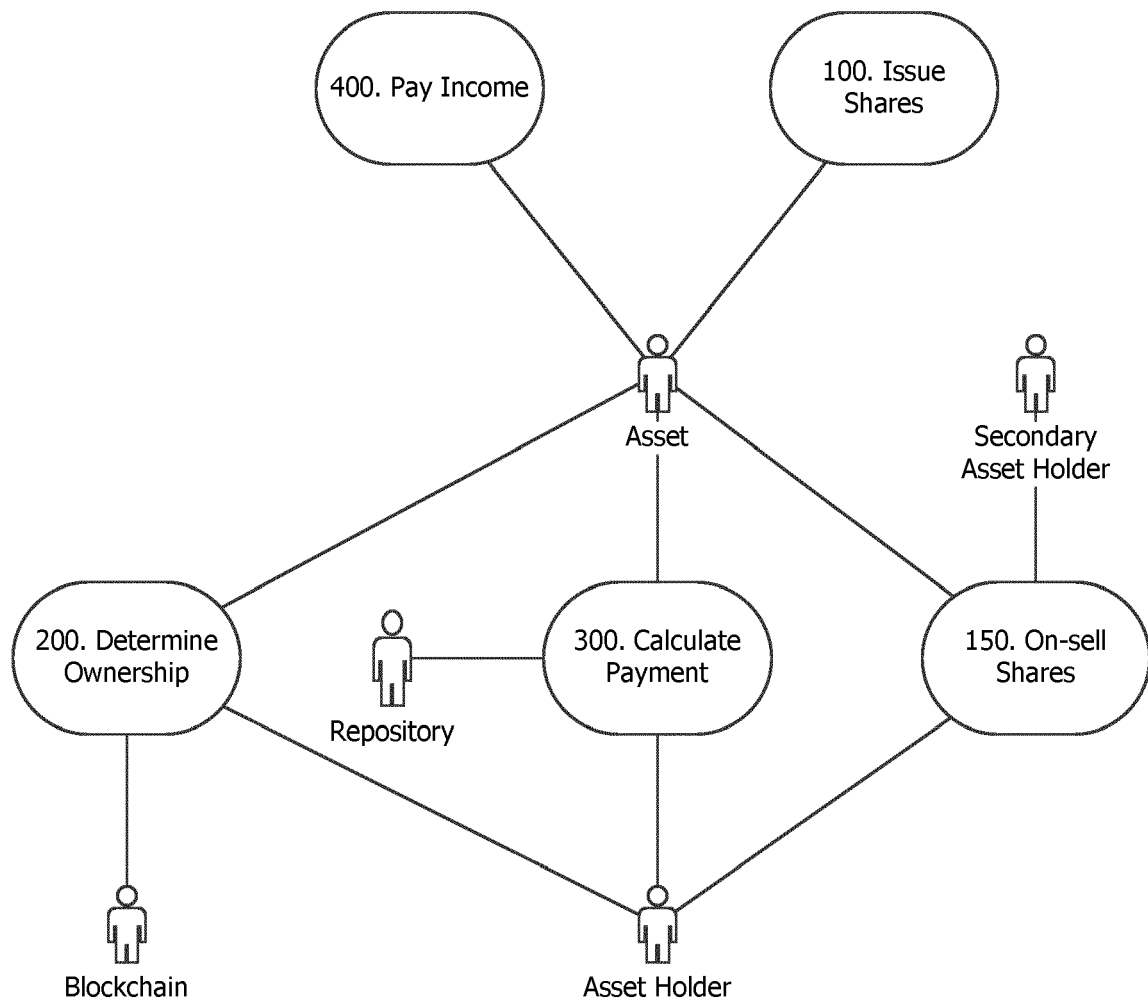 400. Pay Income
100. Issue
Shares
Asset
Secondary
Asset Holder
200. Determine
Ownership
Repository
300. Calculate
Payment
150. On-sell
Shares
Blockchain
Asset Holder